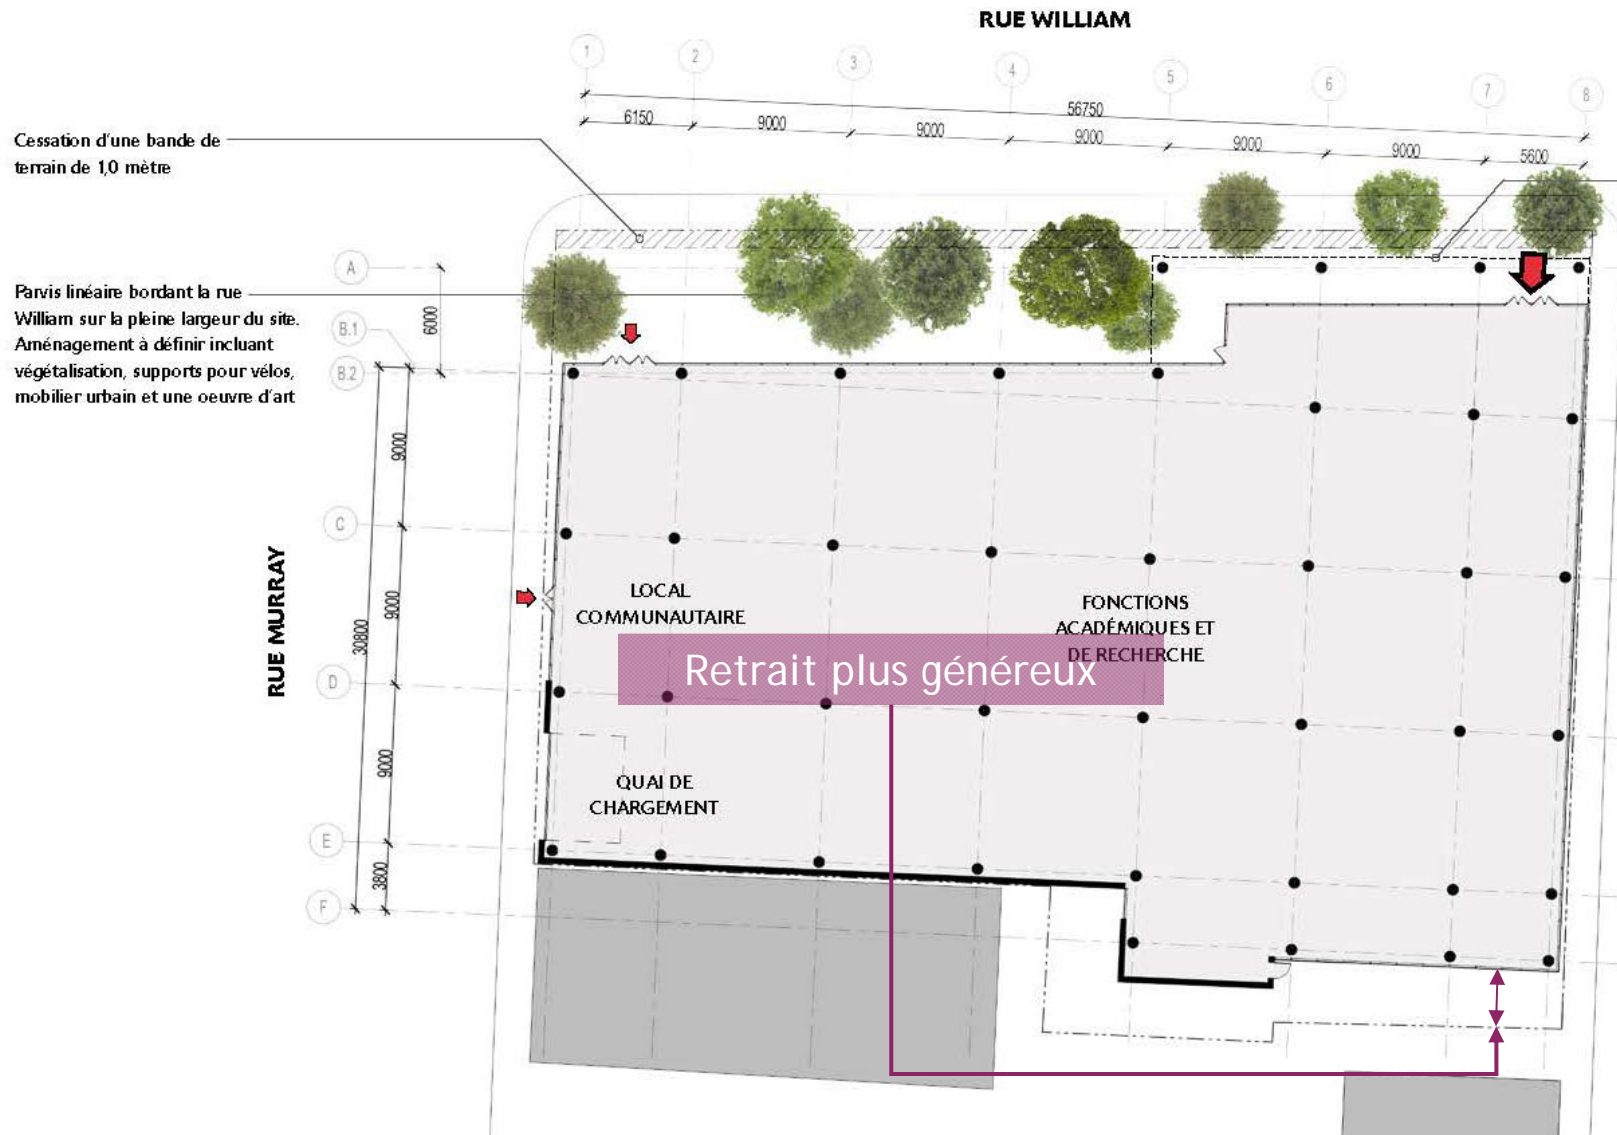 RUE WILLIAM
1
2
3
4
5
6
7
8
56750
6150
9000
9000
9000
9000
9000
5600
Cessation d'une bande de
terrain de 1,0 mètre
Parvis linéaire bordant la rue
William sur la pleine largeur du site.
Aménagement à définir incluant
végétalisation, supports pour vélos,
mobilier urbain et une oeuvre d'art
A
B.1
B.2
C
D
E
F
6000
9000
9000
9000
3800
30800
RUE MURRAY
LOCAL
COMMUNAUTAIRE
FONCTIONS
ACADÉMIQUES ET
DE RECHERCHE
Retrait plus généreux
QUAI DE
CHARGEMENT